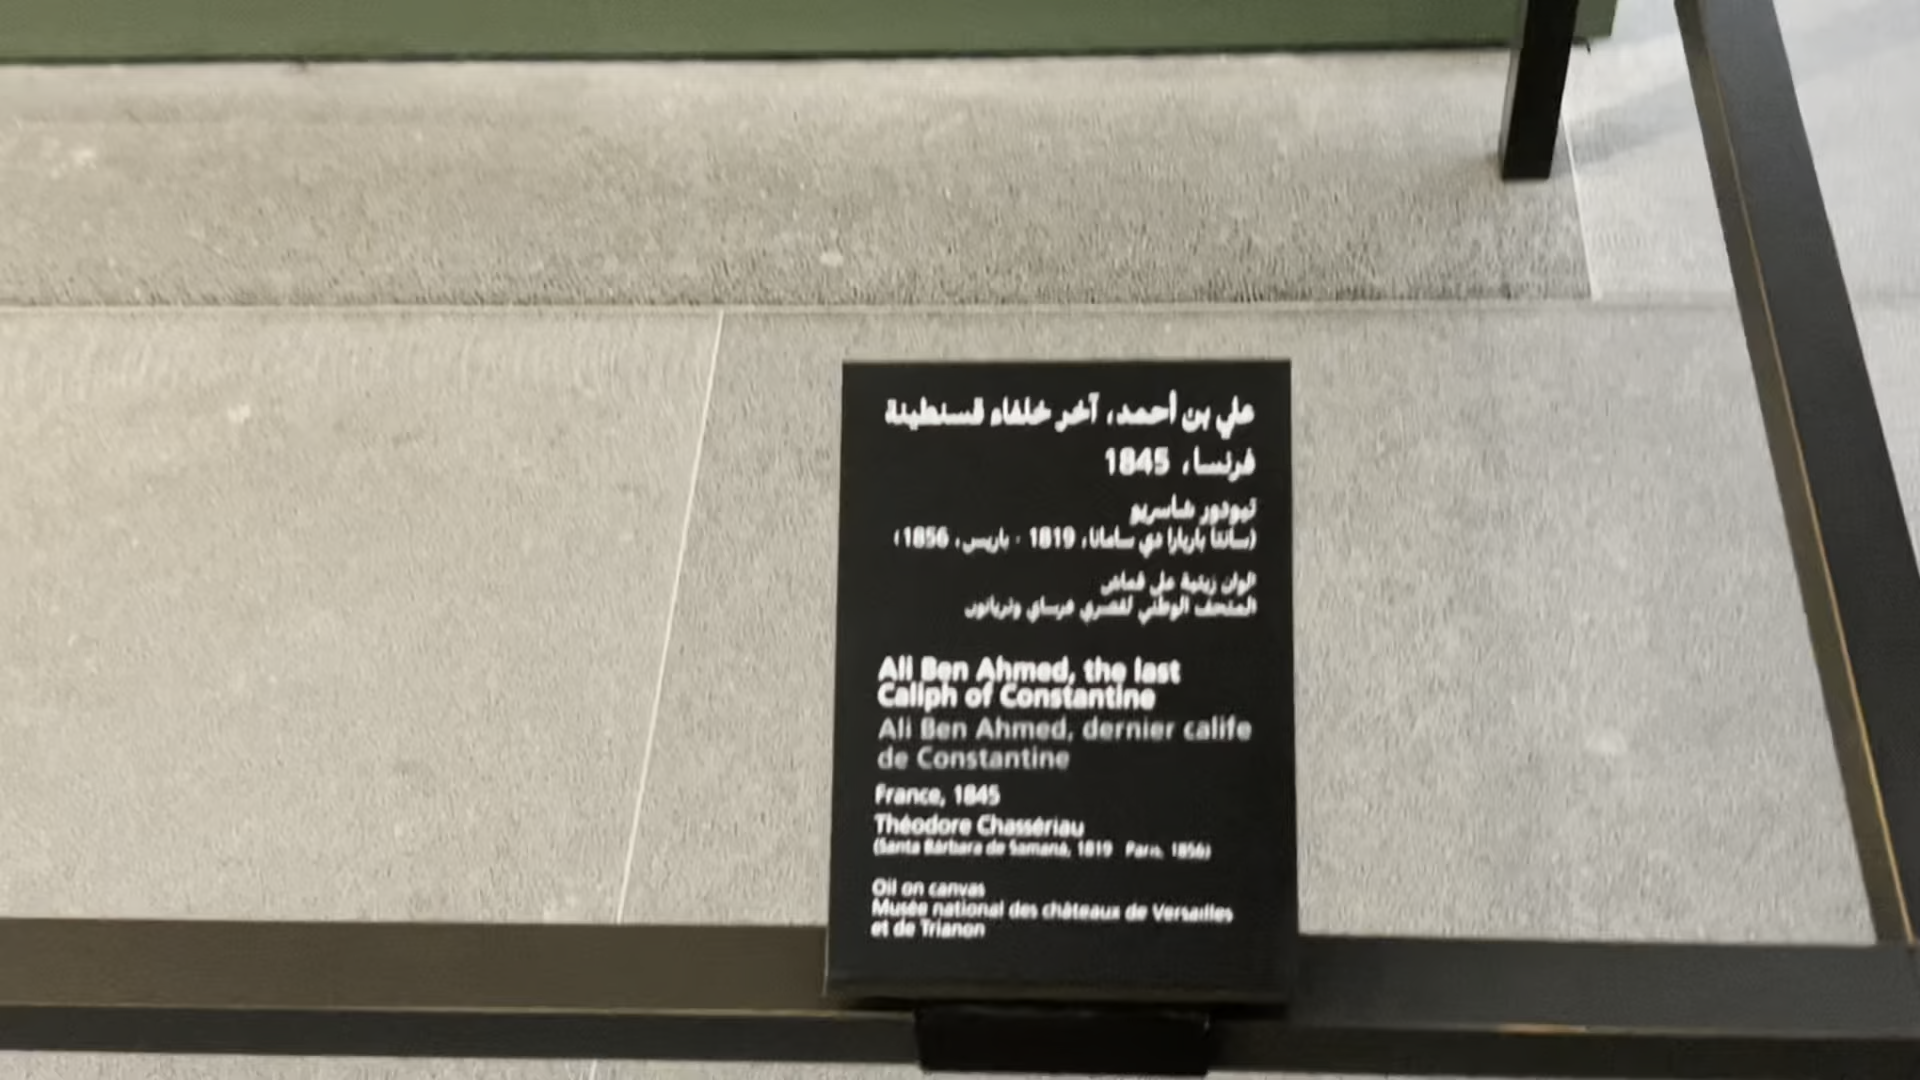 علي بن أحمد، آخر خلفاء قسنطينة
فرنسا، 1845
تيودور شاسريو
(سانتا باربارا دي سامانا، 1819 - باريس، 1856)
ألوان زيتية على قماش
المتحف الوطني لقصري فرساي وتريانون
Ali Ben Ahmed, the last
Caliph of Constantine
Ali Ben Ahmed, dernier calife
de Constantine
France, 1845
Théodore Chassériau
(Santa Bárbara de Samaná, 1819 - Paris, 1856)
Oil on canvas
Musée national des châteaux de Versailles
et de Trianon